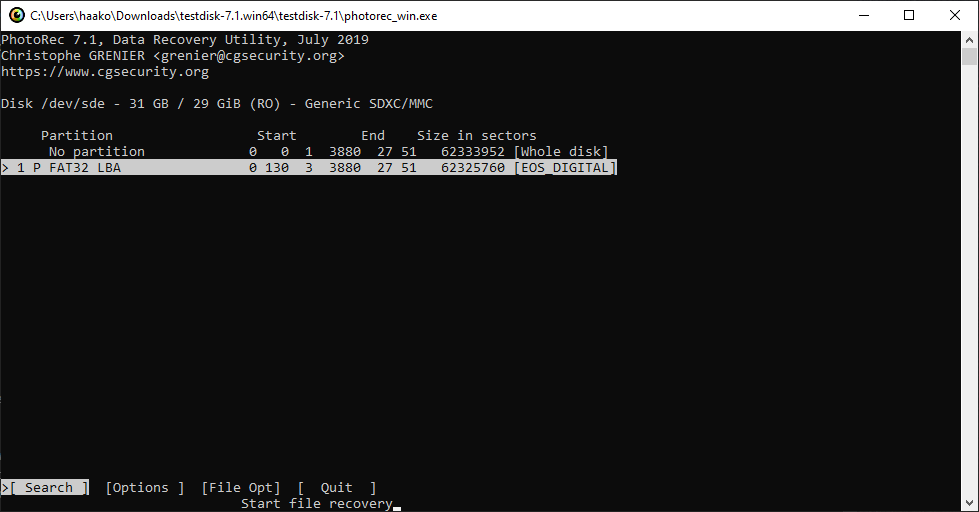 C:\Users\haako\Downloads\testdisk-7.1.win64\testdisk-7.1\photorec_win.exe
PhotoRec 7.1, Data Recovery Utility, July 2019
Christophe GRENIER <grenier@cgsecurity.org>
https://www.cgsecurity.org
Disk /dev/sde - 31 GB / 29 GiB (RO) - Generic SDXC/MMC
     Partition                  Start        End    Size in sectors
      No partition             0   0  1  3880  27 51   62333952 [Whole disk]
> 1 P FAT32 LBA                0 130  3  3880  27 51   62325760 [EOS_DIGITAL]
>[ Search ]  [Options ]  [File Opt]  [  Quit  ]
                              Start file recovery